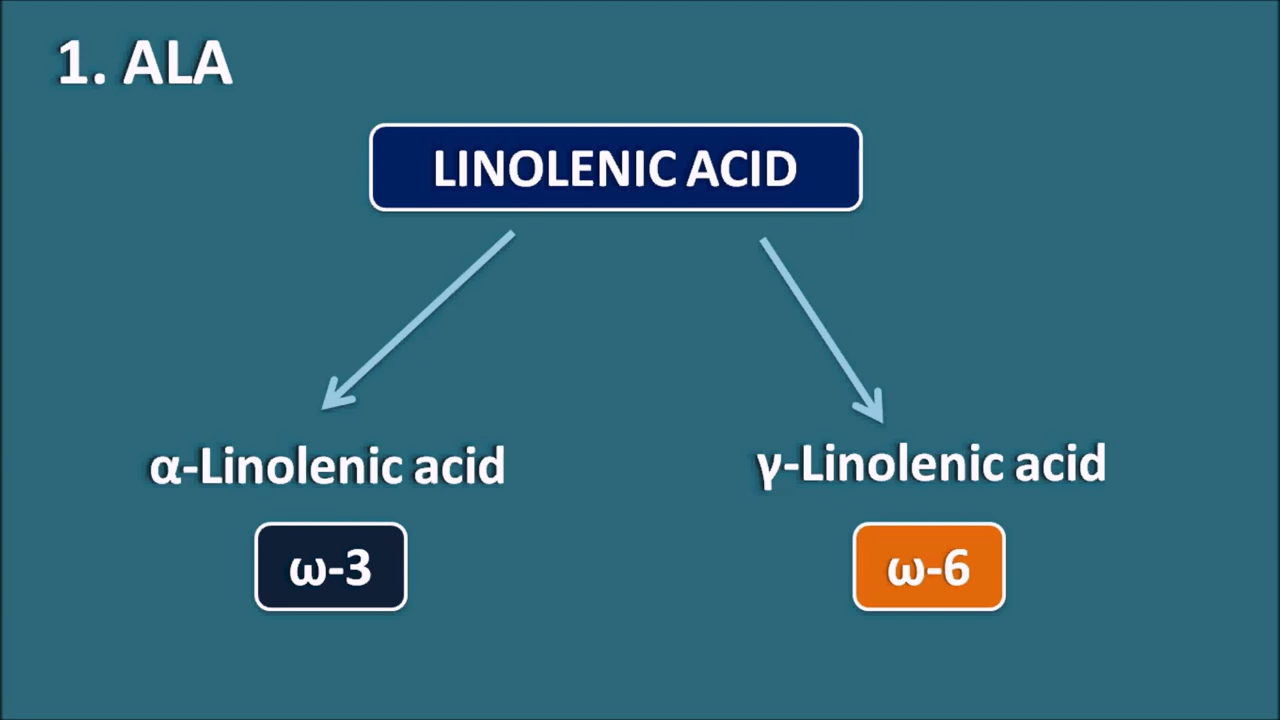 1. ALA
LINOLENIC ACID
α-Linolenic acid
γ-Linolenic acid
ω-3
ω-6